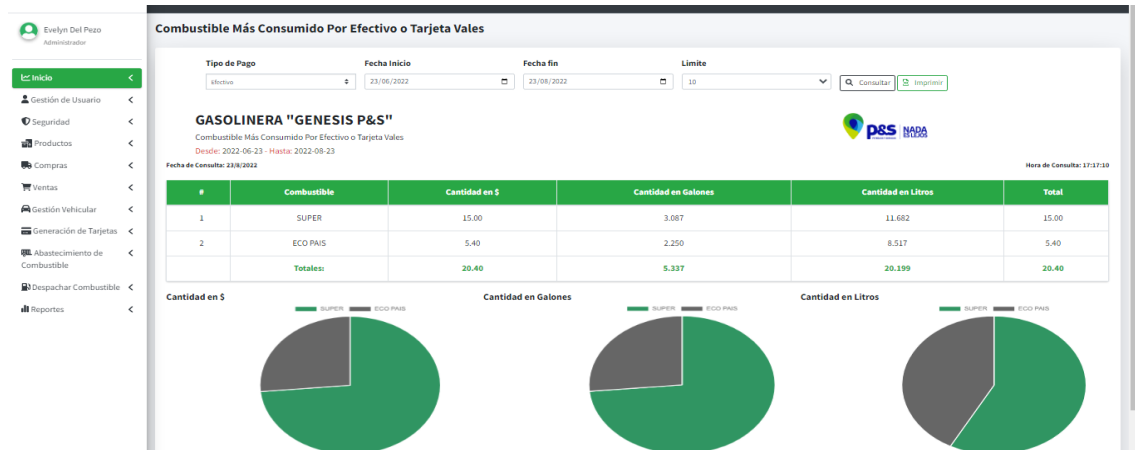 Evelyn Del Pezo
Administrador
Inicio
Gestión de Usuario
Seguridad
Productos
Compras
Ventas
Gestión Vehicular
Generación de Tarjetas
Abastecimiento de
Combustible
Despachar Combustible
Reportes
Combustible Más Consumido Por Efectivo o Tarjeta Vales
Tipo de Pago Fecha Inicio Fecha fin Limite
Efectivo 23/06/2022 23/08/2022 10 Consultar Imprimir
GASOLINERA "GENESIS P&S"
Combustible Más Consumido Por Efectivo o Tarjeta Vales
Desde: 2022-06-23 - Hasta: 2022-08-23
p&s NADA ES LEJOS
Fecha de Consulta: 23/8/2022 Hora de Consulta: 17:17:10
# Combustible Cantidad en $ Cantidad en Galones Cantidad en Litros Total
1 SUPER 15.00 3.087 11.682 15.00
2 ECO PAIS 5.40 2.250 8.517 5.40
Totales: 20.40 5.337 20.199 20.40
Cantidad en $ Cantidad en Galones Cantidad en Litros
SUPER ECO PAIS SUPER ECO PAIS SUPER ECO PAIS